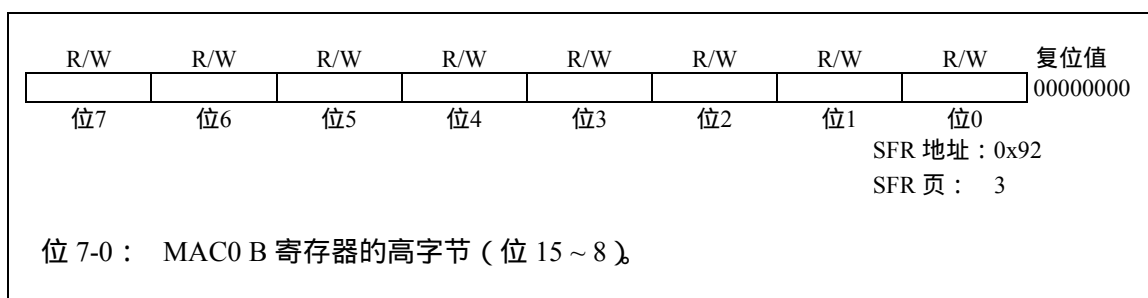 R/W R/W R/W R/W R/W R/W R/W R/W 复位值
00000000
位7 位6 位5 位4 位3 位2 位1 位0
SFR 地址：0x92
SFR 页： 3
位 7-0： MAC0 B 寄存器的高字节（位 15 ~ 8）。